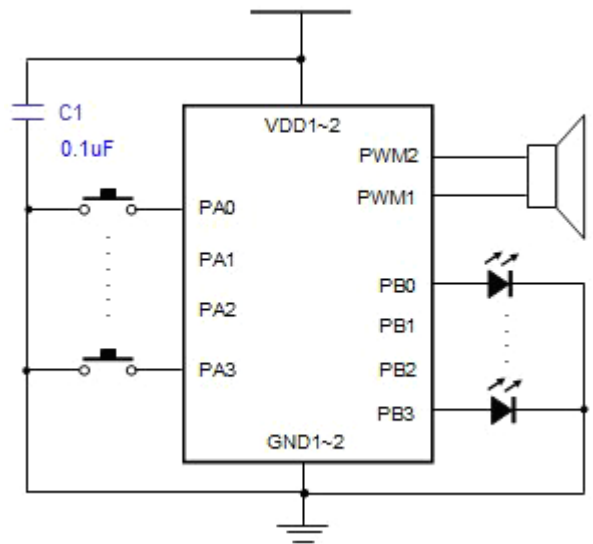 C1
0.1uF
VDD1~2
PWM2
PWM1
PA0
PA1
PA2
PA3
PB0
PB1
PB2
PB3
GND1~2